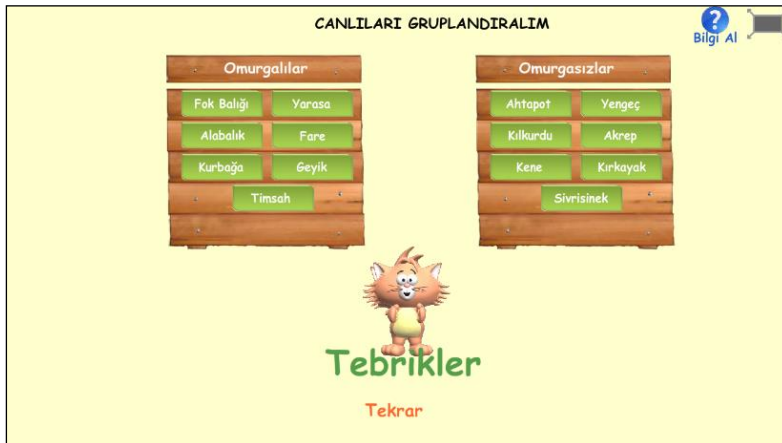 CANLILARI GRUPLANDIRALIM
Bilgi Al
Omurgalılar
Fok Balığı Yarasa
Alabalık Fare
Kurbağa Geyik
Timsah
Omurgasızlar
Ahtapot Yengeç
Kılkurdu Akrep
Kene Kırkayak
Sivrisinek
Tebrikler
Tekrar